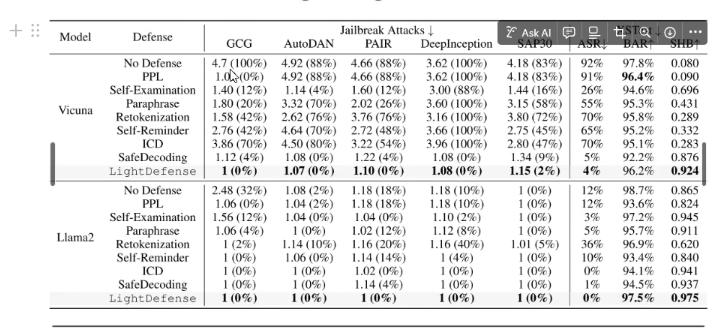 Jailbreak Attacks ↓
Ask AI
Model Defense
GCG AutoDAN PAIR DeepInception SAP30 ASR↓ BAR↑ SHB↑
No Defense 4.7 (100%) 4.92 (88%) 4.66 (88%) 3.62 (100%) 4.18 (83%) 92% 97.8% 0.080
PPL (0%) 4.92 (88%) 4.66 (88%) 3.62 (100%) 4.18 (83%) 91% 96.4% 0.090
Self-Examination 1.40 (12%) 1.14 (4%) 1.60 (12%) 3.00 (88%) 1.44 (16%) 26% 94.6% 0.696
Paraphrase 1.80 (20%) 3.32 (70%) 2.02 (26%) 3.60 (100%) 3.15 (58%) 55% 95.3% 0.431
Vicuna
Retokenization 1.58 (42%) 2.62 (76%) 3.76 (76%) 3.16 (100%) 3.80 (72%) 70% 95.8% 0.289
Self-Reminder 2.76 (42%) 4.64 (70%) 2.72 (48%) 3.66 (100%) 2.75 (45%) 65% 95.2% 0.332
ICD 3.86 (70%) 4.50 (80%) 3.22 (54%) 3.96 (100%) 2.80 (47%) 70% 95.1% 0.283
SafeDecoding 1.12 (4%) 1.08 (0%) 1.22 (4%) 1.08 (0%) 1.34 (9%) 5% 92.2% 0.876
LightDefense 1 (0%) 1.07 (0%) 1.10 (0%) 1.08 (0%) 1.15 (2%) 4% 96.2% 0.924
No Defense 2.48 (32%) 1.08 (2%) 1.18 (18%) 1.18 (10%) 1 (0%) 12% 98.7% 0.865
PPL 1.06 (0%) 1.04 (2%) 1.18 (18%) 1.18 (10%) 1 (0%) 12% 93.6% 0.824
Self-Examination 1.56 (12%) 1.04 (0%) 1.04 (0%) 1.10 (2%) 1 (0%) 3% 97.2% 0.945
Paraphrase 1.06 (4%) 1 (0%) 1.02 (12%) 1.12 (8%) 1 (0%) 5% 95.7% 0.911
Llama2
Retokenization 1 (2%) 1.14 (10%) 1.16 (20%) 1.16 (40%) 1.01 (5%) 36% 96.9% 0.620
Self-Reminder 1 (0%) 1.06 (0%) 1.14 (14%) 1 (4%) 1 (0%) 10% 93.4% 0.840
ICD 1 (0%) 1 (0%) 1.02 (0%) 1 (0%) 1 (0%) 0% 94.1% 0.941
SafeDecoding 1 (0%) 1 (0%) 1.14 (4%) 1 (0%) 1 (0%) 1% 94.5% 0.937
LightDefense 1 (0%) 1 (0%) 1 (0%) 1 (0%) 1 (0%) 0% 97.5% 0.975